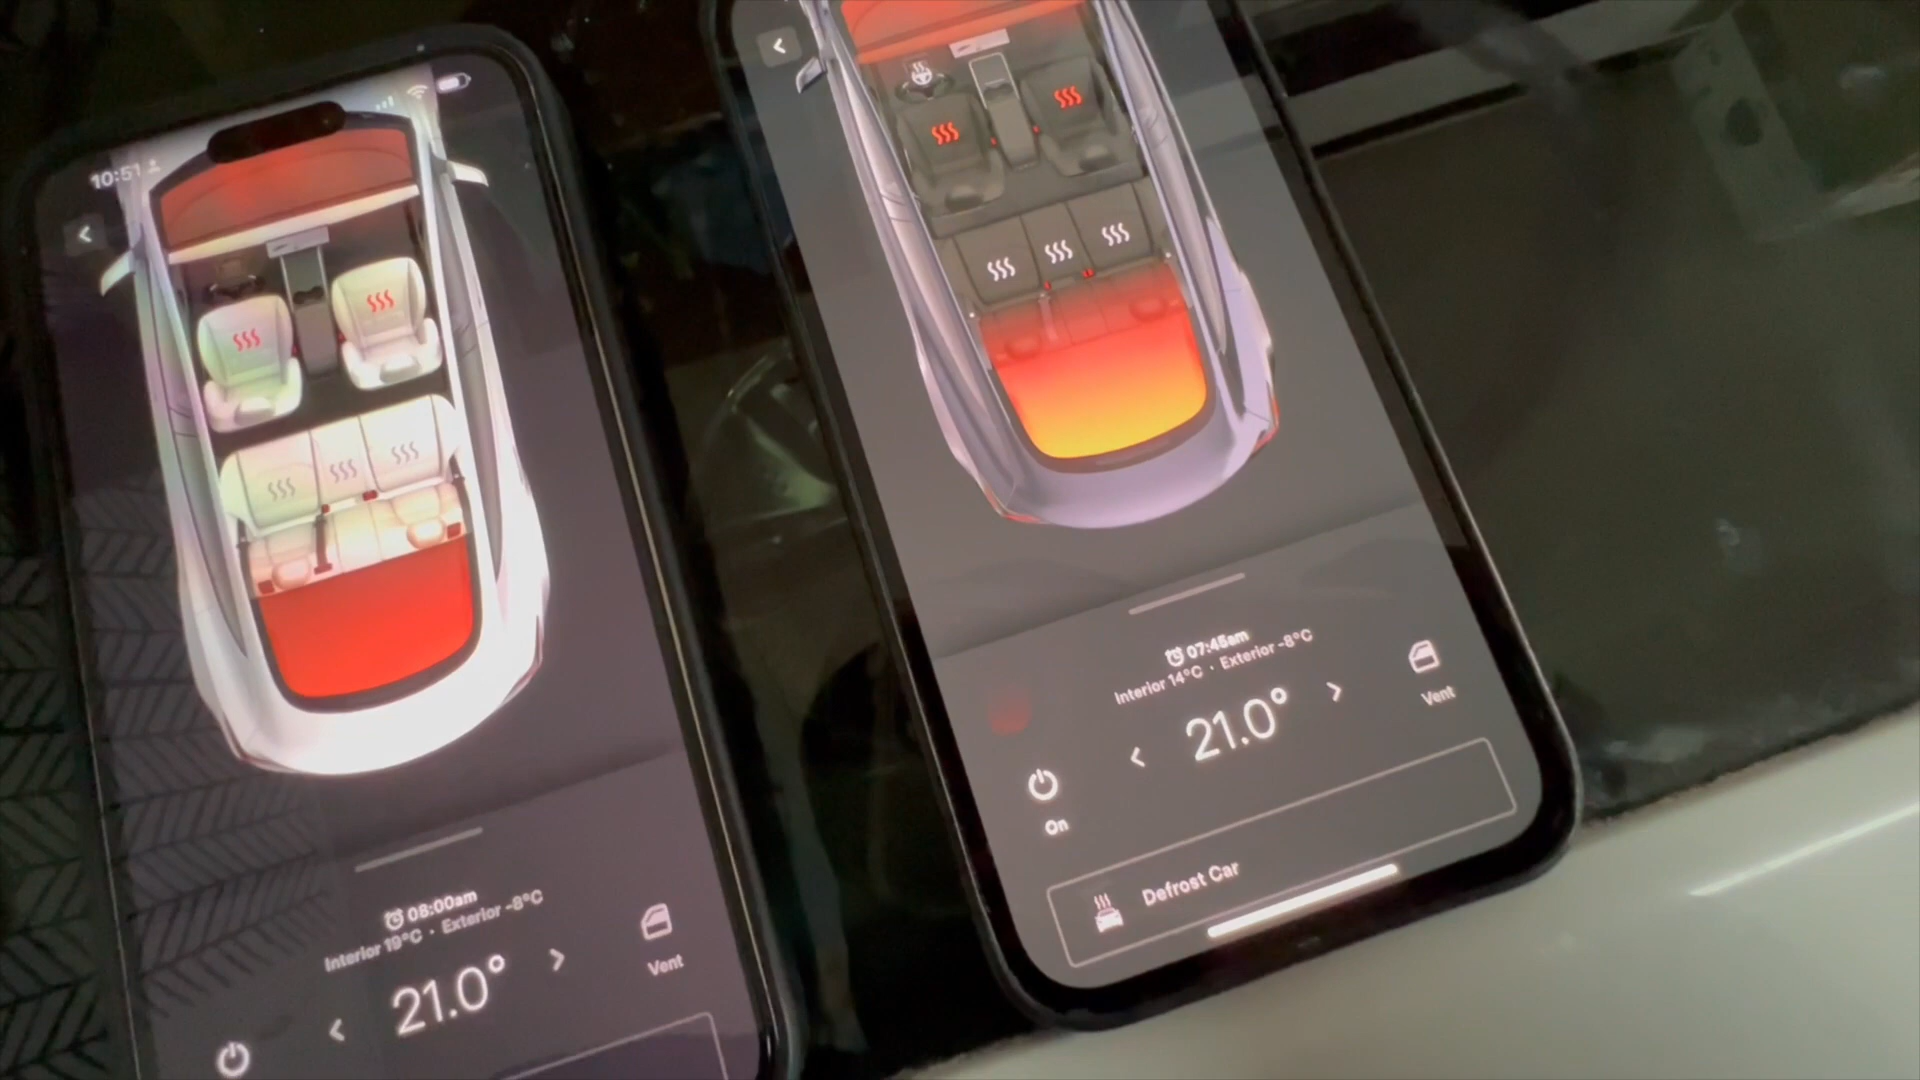 10:51
08:00am
Interior 19°C · Exterior -8°C
21.0°
Vent
07:45am
Interior 14°C · Exterior -8°C
21.0°
Vent
On
Defrost Car